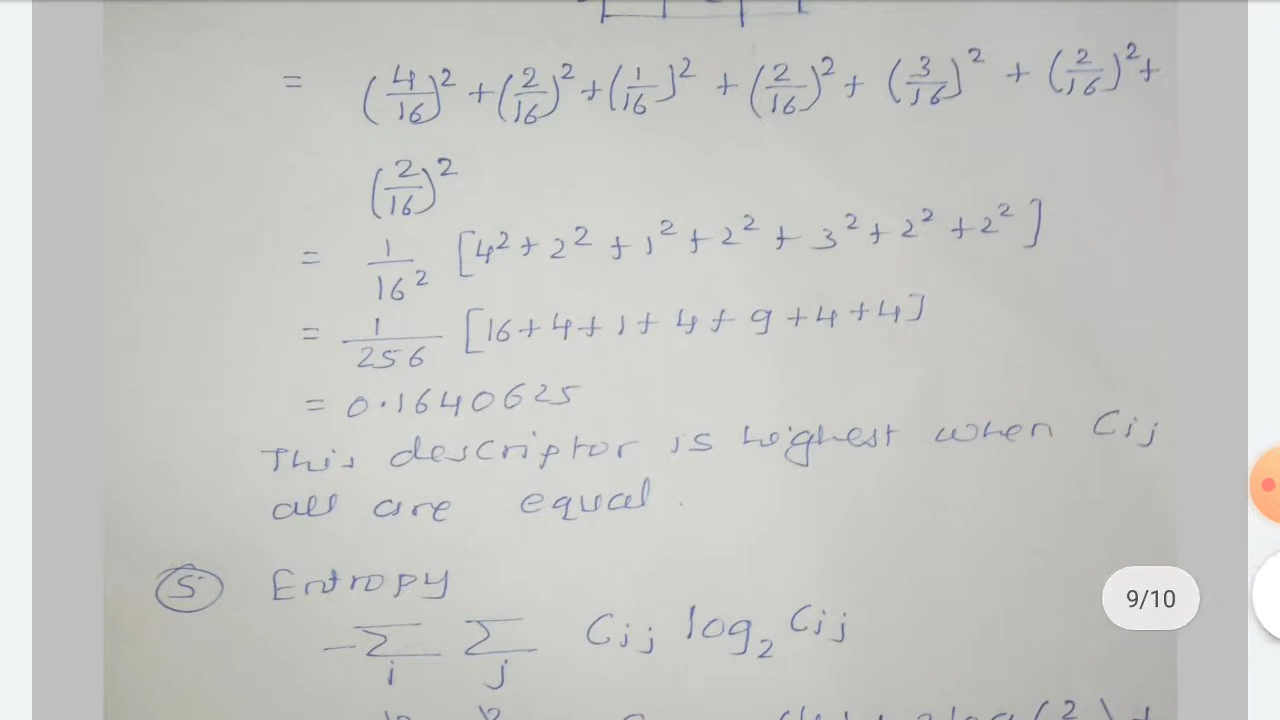 = (4/16)² + (2/16)² + (1/16)² + (2/16)² + (3/16)² + (2/16)² +
(2/16)²
= 1/16² [4² + 2² + 1² + 2² + 3² + 2² + 2²]
= 1/256 [16 + 4 + 1 + 4 + 9 + 4 + 4]
= 0.1640625
This descriptor is highest when Cij
all are equal.
⑤ Entropy
9/10
-Σ Σ Cij log₂ Cij
i j